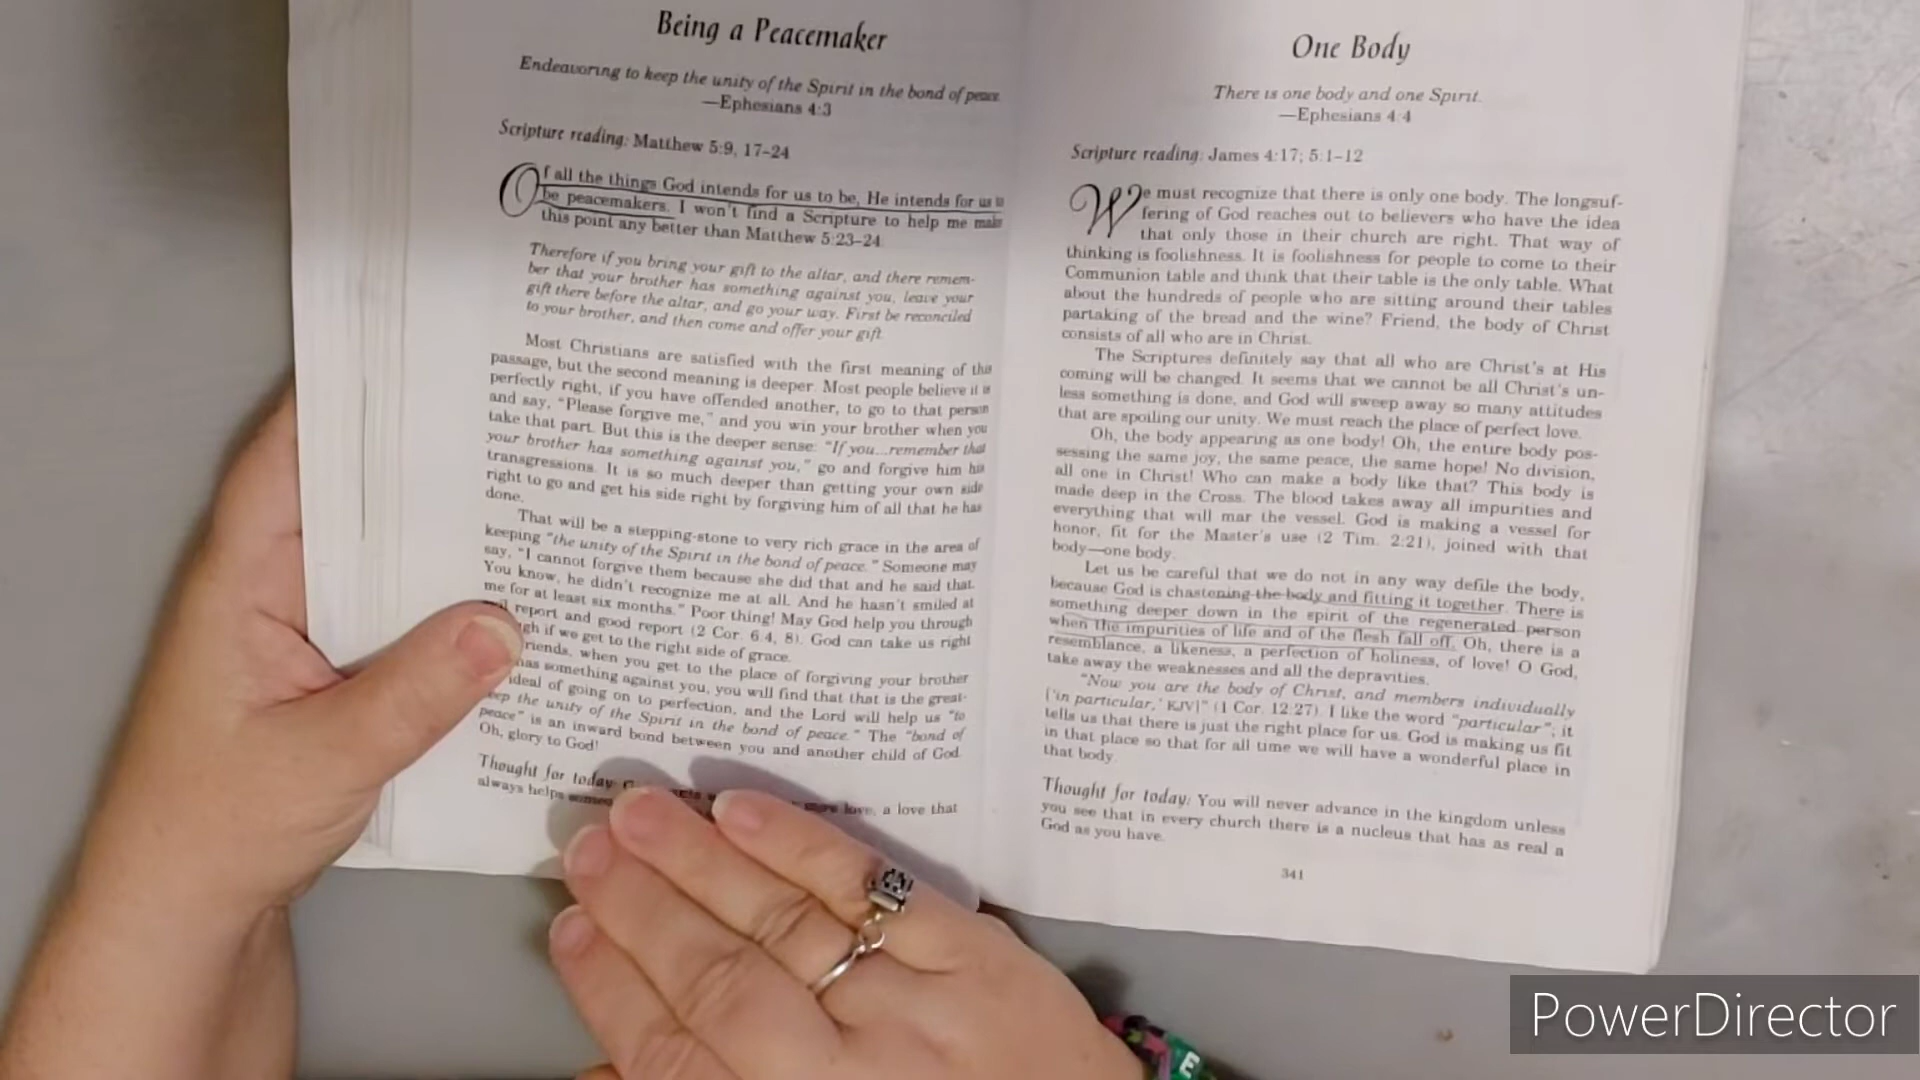 Being a Peacemaker
Endeavoring to keep the unity of the Spirit in the bond of peace.
—Ephesians 4:3
Scripture reading: Matthew 5:9, 17–24
Of all the things God intends for us to be, He intends for us to
be peacemakers. I won't find a Scripture to help me make
this point any better than Matthew 5:23–24.
Therefore if you bring your gift to the altar, and there remem-
ber that your brother has something against you, leave your
gift there before the altar, and go your way. First be reconciled
to your brother, and then come and offer your gift.
Most Christians are satisfied with the first meaning of this
passage, but the second meaning is deeper. Most people believe it is
perfectly right, if you have offended another, to go to that person
and say, "Please forgive me," and you win your brother when you
take that part. But this is the deeper sense: "If you...remember that
your brother has something against you," go and forgive him his
transgressions. It is so much deeper than getting your own side
right to go and get his side right by forgiving him of all that he has
done.
That will be a stepping-stone to very rich grace in the area of
keeping "the unity of the Spirit in the bond of peace." Someone may
say, "I cannot forgive them because she did that and he said that.
You know, he didn't recognize me at all. And he hasn't smiled at
me for at least six months." Poor thing! May God help you through
report and good report (2 Cor. 6:4, 8). God can take us right
if we get to the right side of grace.
when you get to the place of forgiving your brother
has something against you, you will find that that is the great-
ideal of going on to perfection, and the Lord will help us "to
keep the unity of the Spirit in the bond of peace." The "bond of
peace" is an inward bond between you and another child of God.
Oh, glory to God!
Thought for today: love, a love that
always helps
One Body
There is one body and one Spirit.
—Ephesians 4:4
Scripture reading: James 4:17; 5:1–12
We must recognize that there is only one body. The longsuf-
fering of God reaches out to believers who have the idea
that only those in their church are right. That way of
thinking is foolishness. It is foolishness for people to come to their
Communion table and think that their table is the only table. What
about the hundreds of people who are sitting around their tables
partaking of the bread and the wine? Friend, the body of Christ
consists of all who are in Christ.
The Scriptures definitely say that all who are Christ's at His
coming will be changed. It seems that we cannot be all Christ's un-
less something is done, and God will sweep away so many attitudes
that are spoiling our unity. We must reach the place of perfect love.
Oh, the body appearing as one body! Oh, the entire body pos-
sessing the same joy, the same peace, the same hope! No division,
all one in Christ! Who can make a body like that? This body is
made deep in the Cross. The blood takes away all impurities and
everything that will mar the vessel. God is making a vessel for
honor, fit for the Master's use (2 Tim. 2:21), joined with that
body—one body.
Let us be careful that we do not in any way defile the body,
because God is chastening the body and fitting it together. There is
something deeper down in the spirit of the regenerated person
when the impurities of life and of the flesh fall off. Oh, there is a
resemblance, a likeness, a perfection of holiness, of love! O God,
take away the weaknesses and all the depravities.
"Now you are the body of Christ, and members individually
['in particular,' KJV]" (1 Cor. 12:27). I like the word "particular"; it
tells us that there is just the right place for us. God is making us fit
in that place so that for all time we will have a wonderful place in
that body.
Thought for today: You will never advance in the kingdom unless
you see that in every church there is a nucleus that has as real a
God as you have.
341
E
PowerDirector